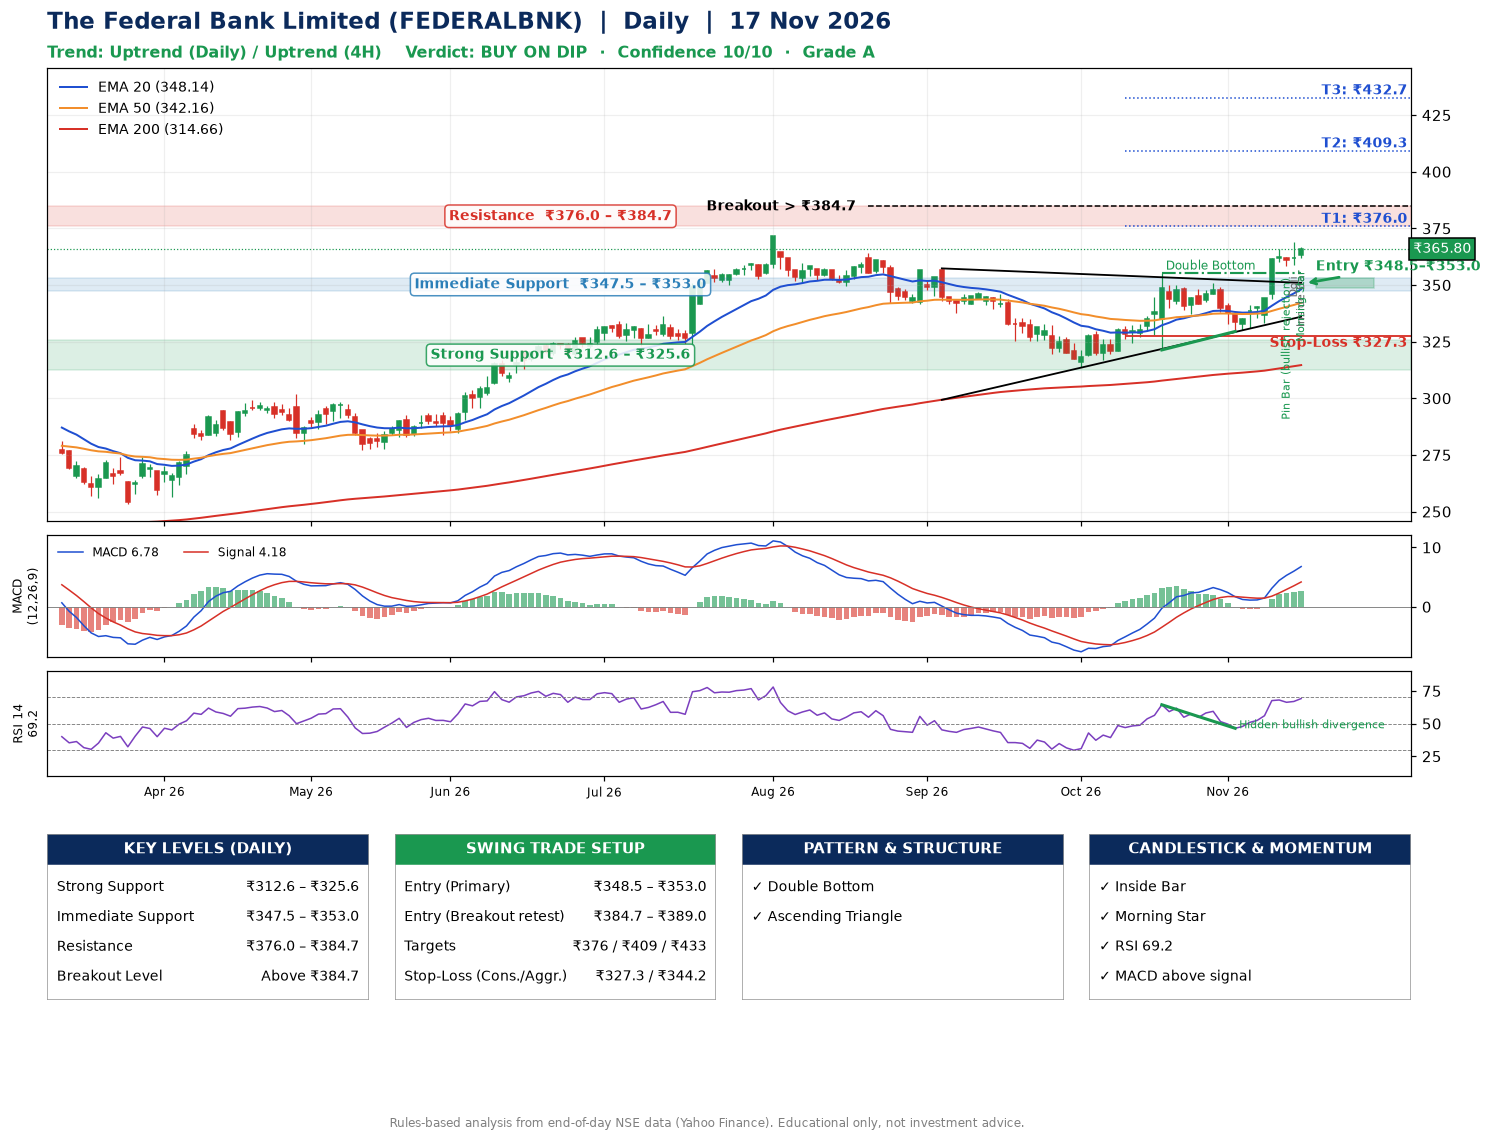 The Federal Bank Limited (FEDERALBNK)  |  Daily  |  17 Nov 2026
Trend: Uptrend (Daily) / Uptrend (4H)    Verdict: BUY ON DIP  ·  Confidence 10/10  ·  Grade A
EMA 20 (348.14)
EMA 50 (342.16)
EMA 200 (314.66)
T3: ₹432.7
425
T2: ₹409.3
400
Breakout > ₹384.7
Resistance  ₹376.0 – ₹384.7
T1: ₹376.0
375
₹365.80
Double Bottom
Entry ₹348.5–₹353.0
Immediate Support  ₹347.5 – ₹353.0
350
Pin Bar (bullish rejection)
Morning Star
Stop-Loss ₹327.3
325
Strong Support  ₹312.6 – ₹325.6
300
275
250
MACD
(12,26,9)
MACD 6.78
Signal 4.18
10
0
RSI 14
69.2
75
50
25
Hidden bullish divergence
Apr 26
May 26
Jun 26
Jul 26
Aug 26
Sep 26
Oct 26
Nov 26
KEY LEVELS (DAILY)
Strong Support ₹312.6 – ₹325.6
Immediate Support ₹347.5 – ₹353.0
Resistance ₹376.0 – ₹384.7
Breakout Level Above ₹384.7
SWING TRADE SETUP
Entry (Primary) ₹348.5 – ₹353.0
Entry (Breakout retest) ₹384.7 – ₹389.0
Targets ₹376 / ₹409 / ₹433
Stop-Loss (Cons./Aggr.) ₹327.3 / ₹344.2
PATTERN & STRUCTURE
✓ Double Bottom
✓ Ascending Triangle
CANDLESTICK & MOMENTUM
✓ Inside Bar
✓ Morning Star
✓ RSI 69.2
✓ MACD above signal
Rules-based analysis from end-of-day NSE data (Yahoo Finance). Educational only, not investment advice.